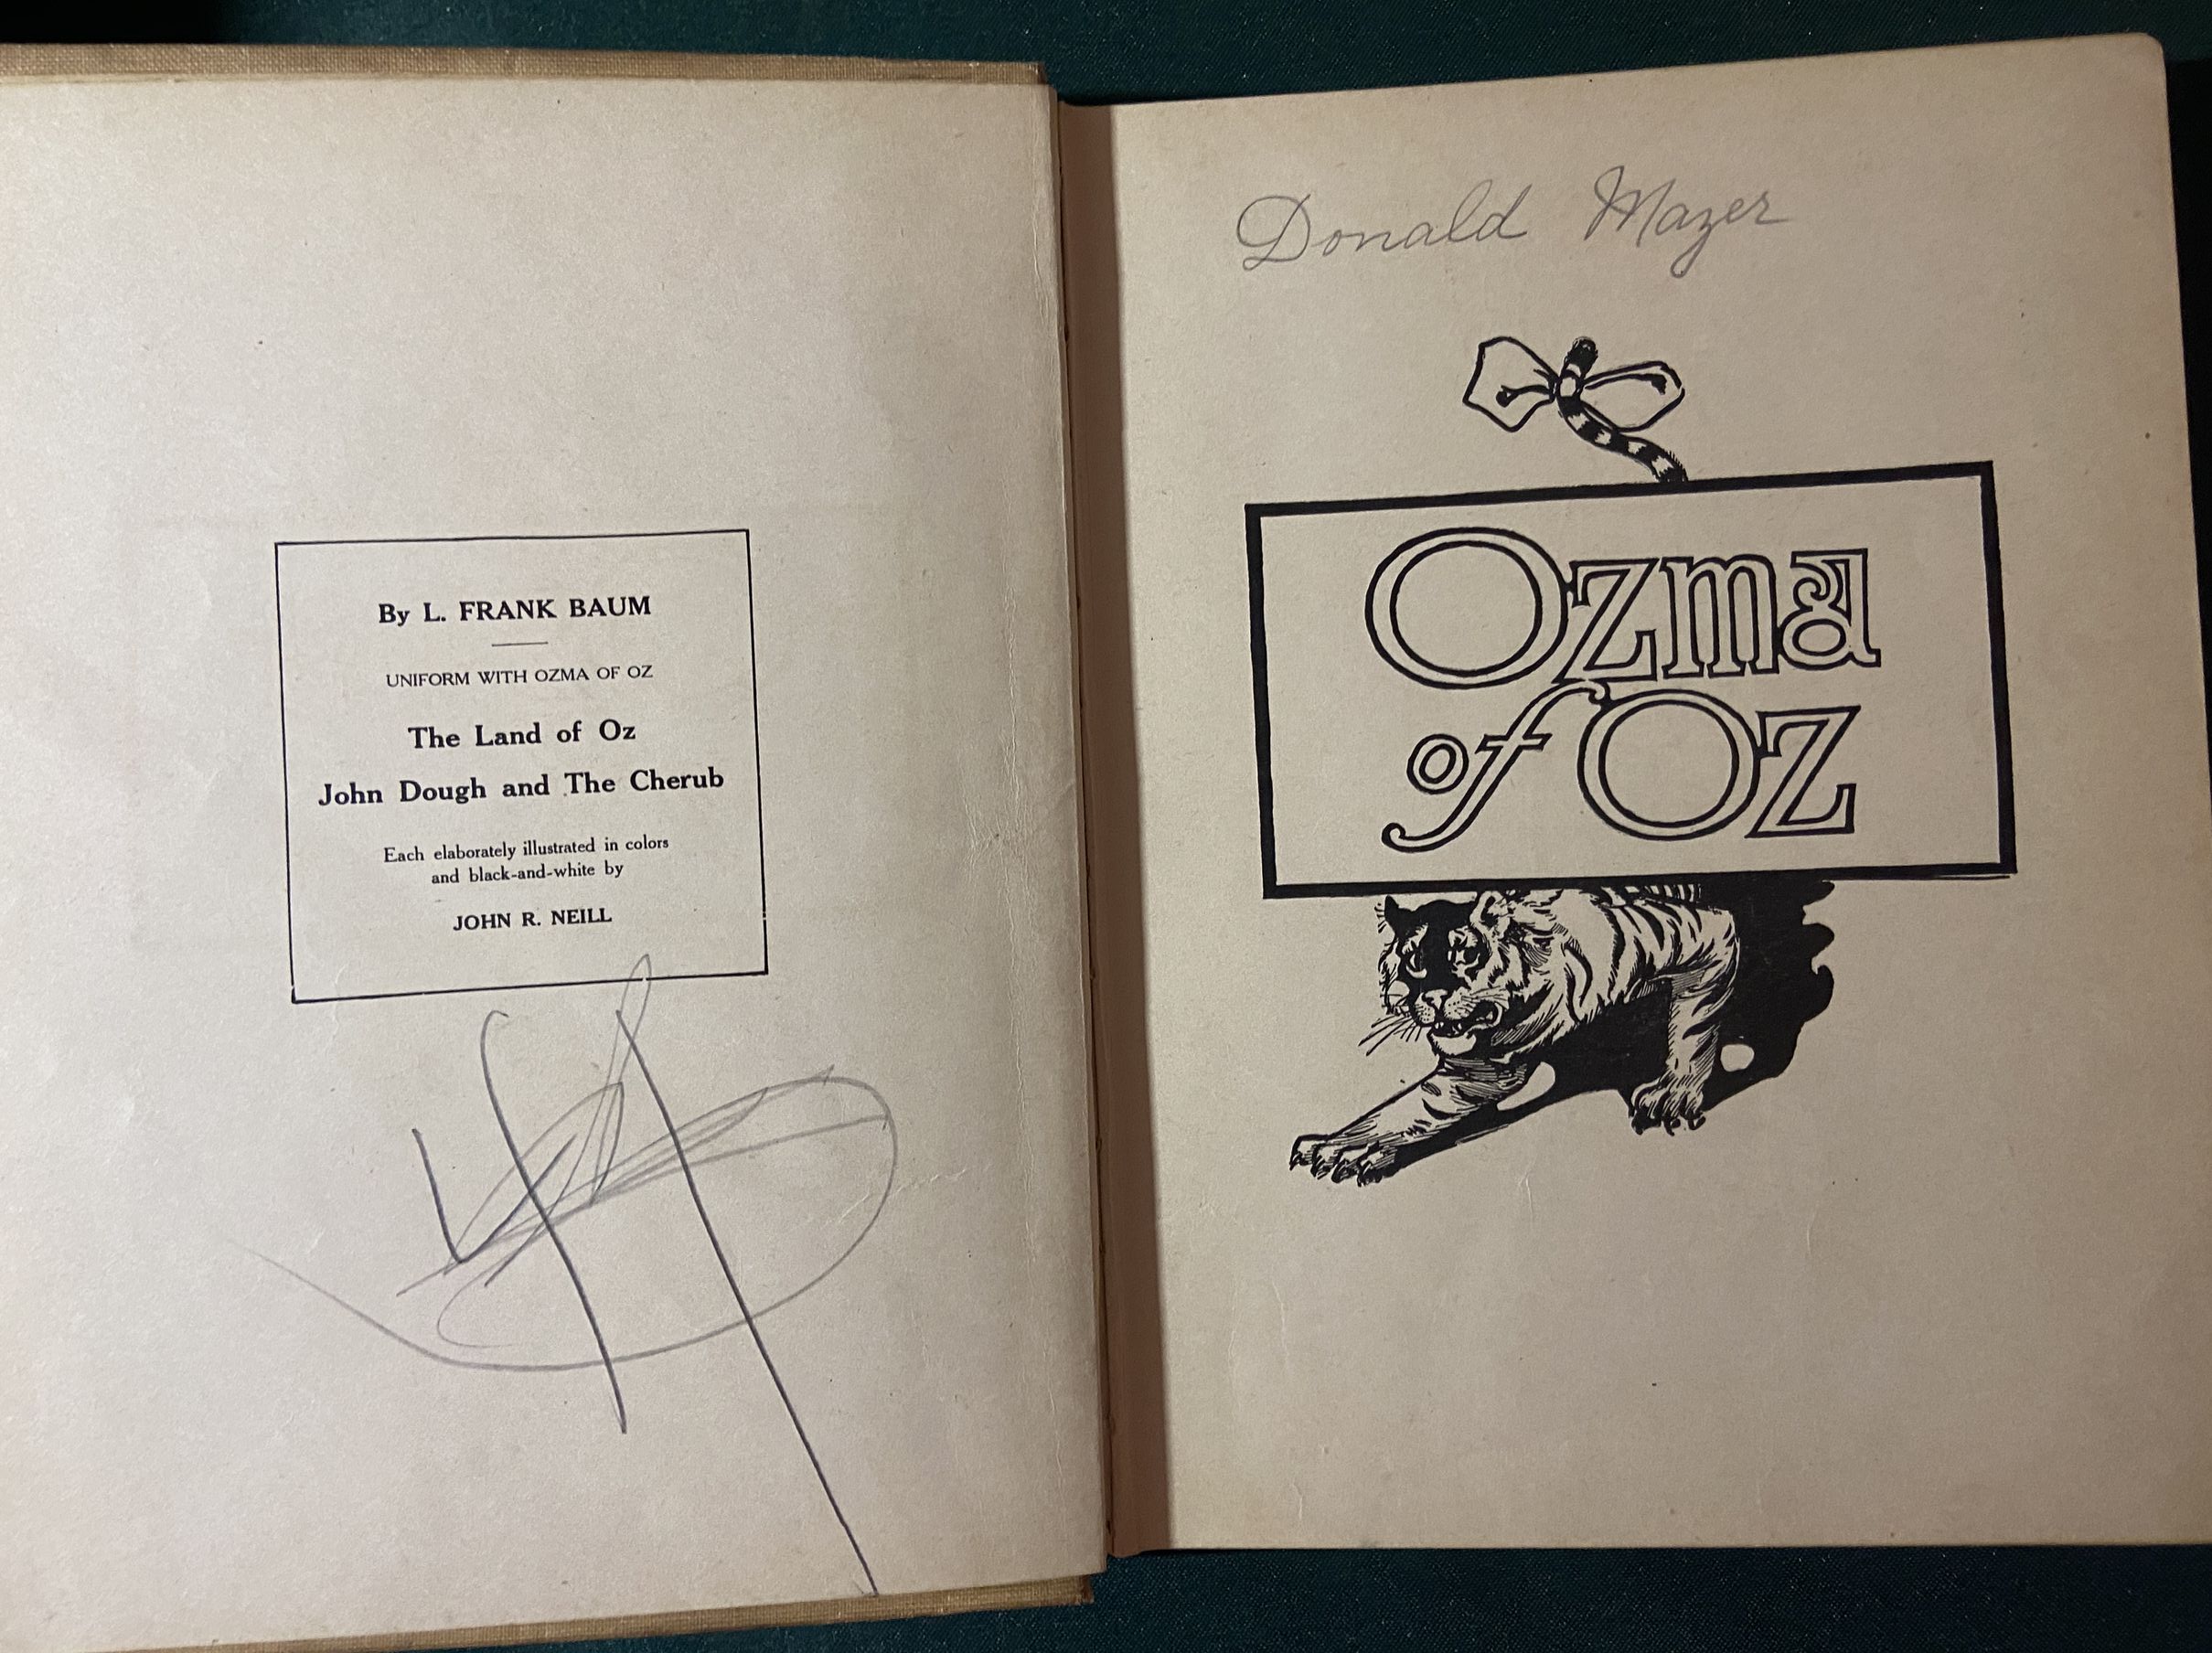 By L. FRANK BAUM
UNIFORM WITH OZMA OF OZ
The Land of Oz
John Dough and The Cherub
Each elaborately illustrated in colors
and black-and-white by
JOHN R. NEILL
Donald Mazer
Ozma
of Oz